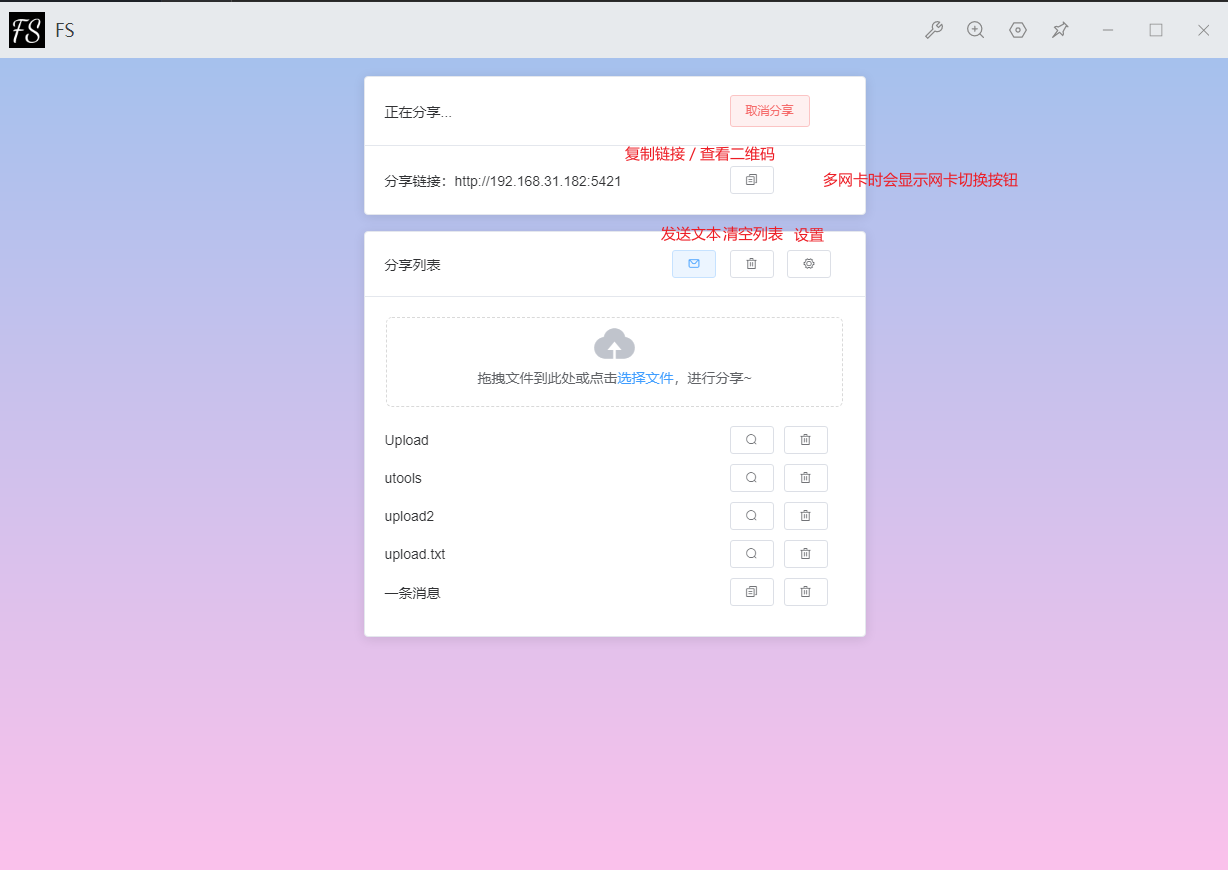 FS FS
正在分享... 取消分享
复制链接 / 查看二维码
分享链接：http://192.168.31.182:5421 多网卡时会显示网卡切换按钮
发送文本 清空列表 设置
分享列表
拖拽文件到此处或点击选择文件，进行分享~
Upload
utools
upload2
upload.txt
一条消息